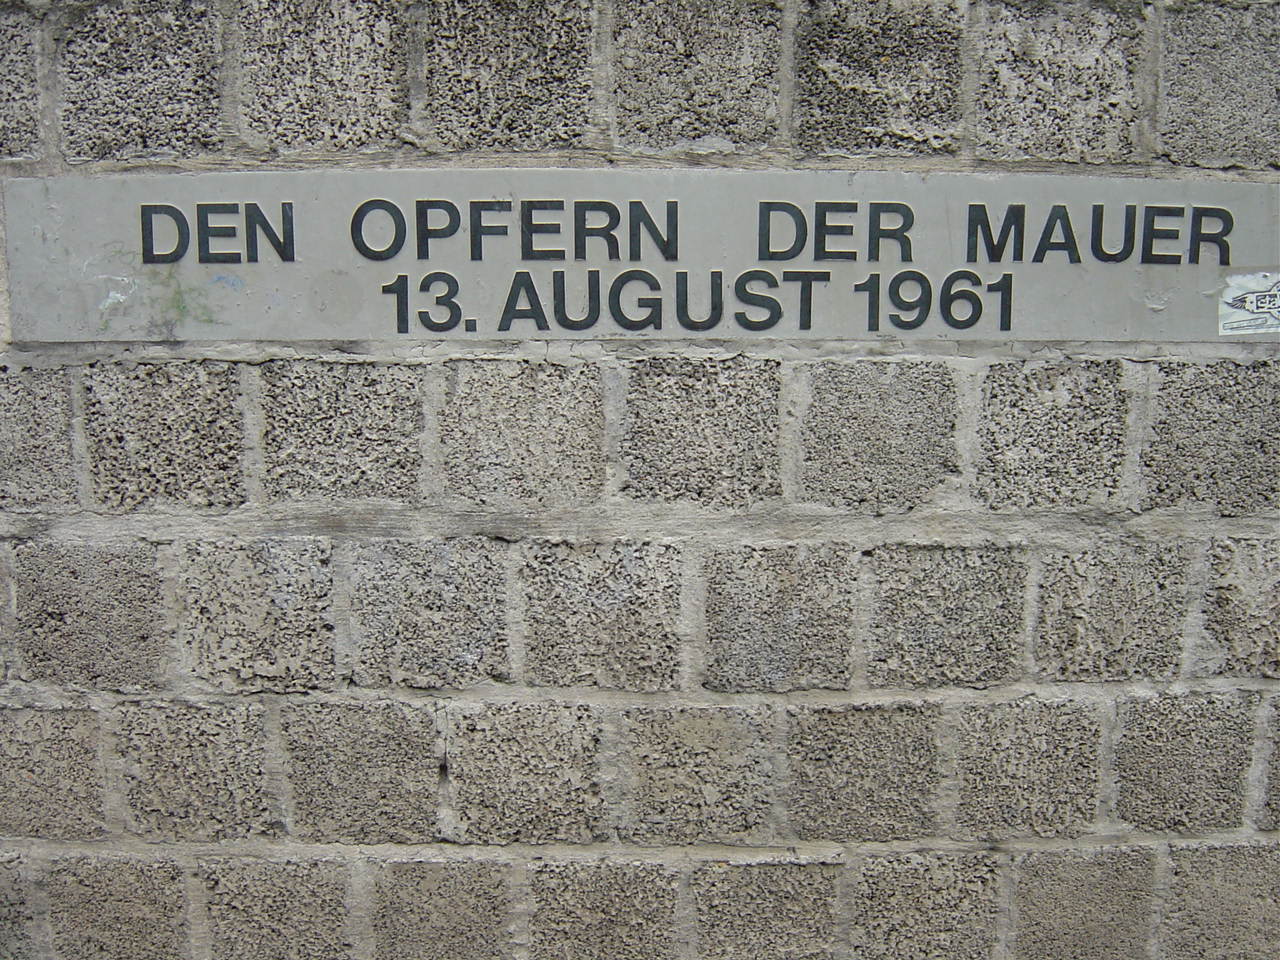 DEN OPFERN DER MAUER
13. AUGUST 1961